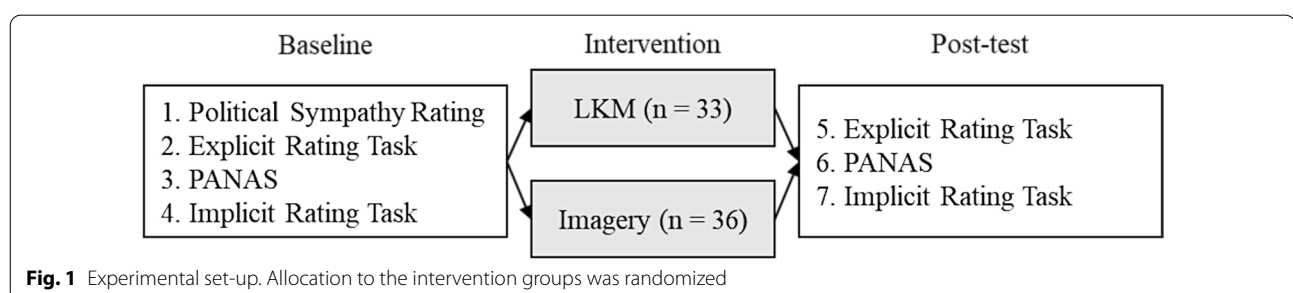 Baseline
Intervention
Post-test
1. Political Sympathy Rating
2. Explicit Rating Task
3. PANAS
4. Implicit Rating Task
LKM (n = 33)
Imagery (n = 36)
5. Explicit Rating Task
6. PANAS
7. Implicit Rating Task
Fig. 1 Experimental set-up. Allocation to the intervention groups was randomized